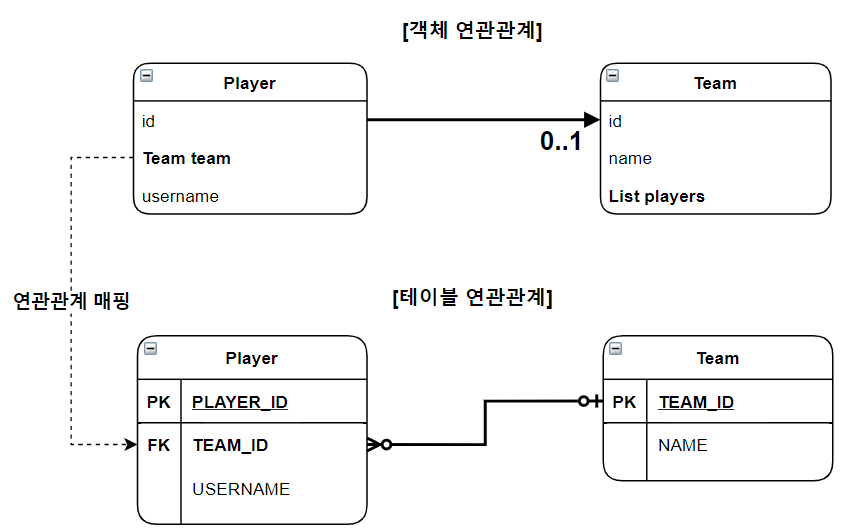 [객체 연관관계]
Player
id
Team team
username
0..1
Team
id
name
List players
연관관계 매핑
[테이블 연관관계]
Player
PK PLAYER_ID
FK TEAM_ID
USERNAME
Team
PK TEAM_ID
NAME